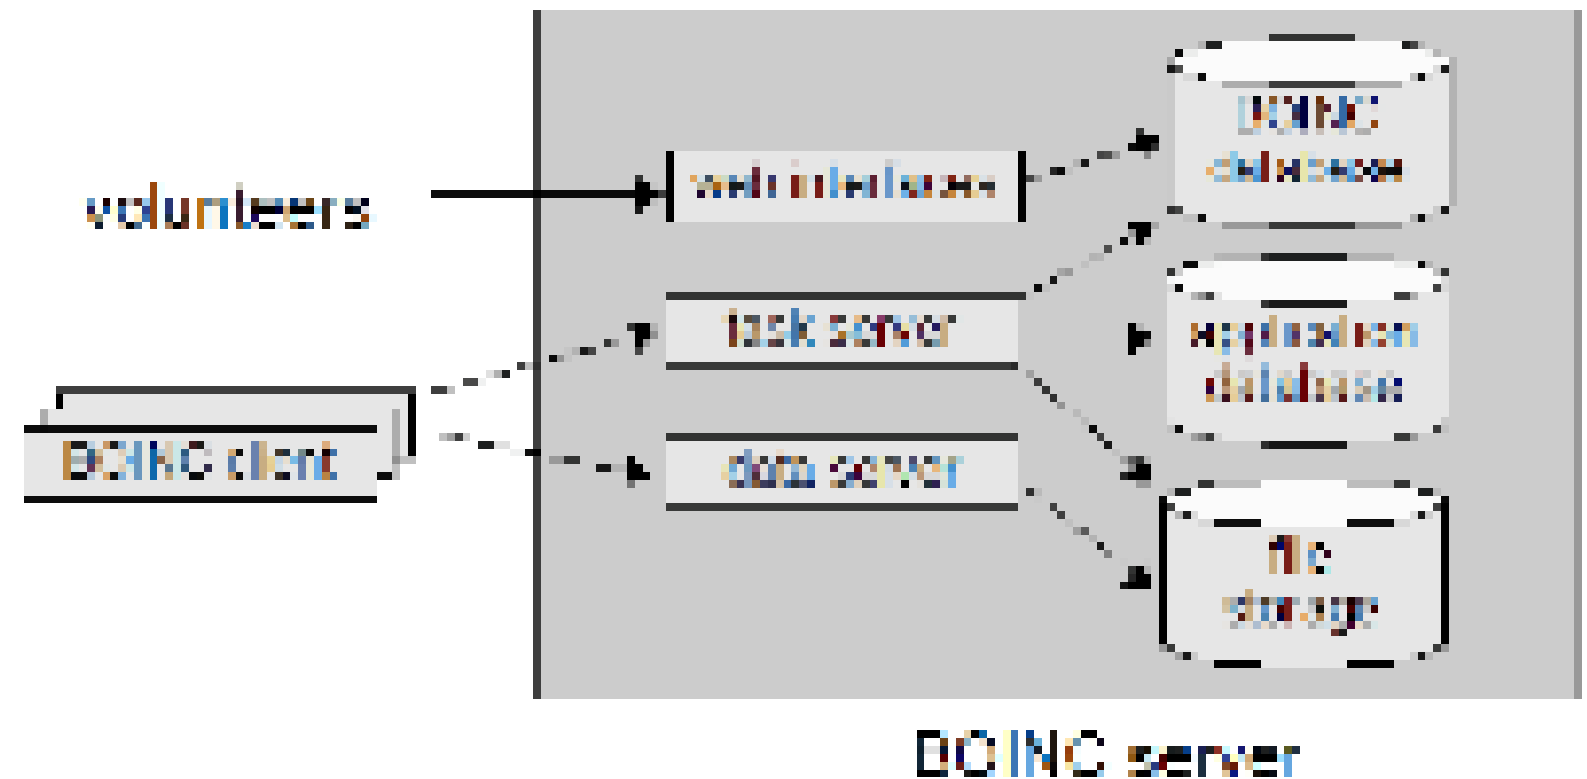 volunteers
web interfaces
task server
BOINC client
data server
BOINC
database
application
database
file
storage
BOINC server